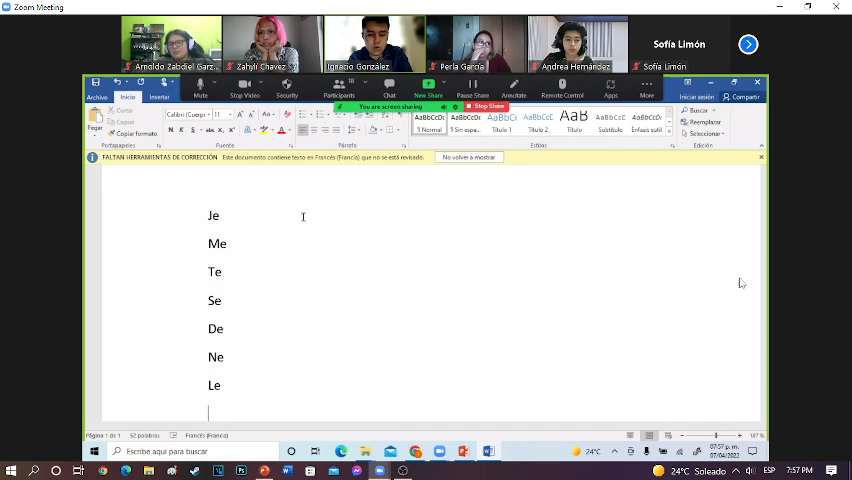 Zoom Meeting
Arnoldo Zabdiel Garz...
Zahyli Chavez
Ignacio González
Perla García
Andrea Hernández
Sofía Limón
Sofía Limón
Mute
Stop Video
Security
Participants
18
Chat
New Share
Pause Share
Annotate
Remote Control
Apps
More
You are screen sharing
Stop Share
Archivo
Inicio
Insertar
Iniciar sesión
Compartir
Pegar
Cortar
Copiar
Copiar formato
Portapapeles
Calibri (Cuerpo
11
N K S abc x₂ x²
Fuente
Párrafo
AaBbCcDc
AaBbCcDc
AaBbC
AaBbCcC
AaB
AaBbCcC
AaBbCcDc
1 Normal
1 Sin espa...
Título 1
Título 2
Título
Subtítulo
Énfasis sutil
Estilos
Buscar
Reemplazar
Seleccionar
Edición
FALTAN HERRAMIENTAS DE CORRECCIÓN Este documento contiene texto en Francés (Francia) que no se está revisado.
No volver a mostrar
Je
Me
Te
Se
De
Ne
Le
Página 1 de 1
52 palabras
Francés (Francia)
187 %
Escribe aquí para buscar
24°C
07:57 p. m.
07/04/2022
24°C Soleado
ESP
7:57 PM